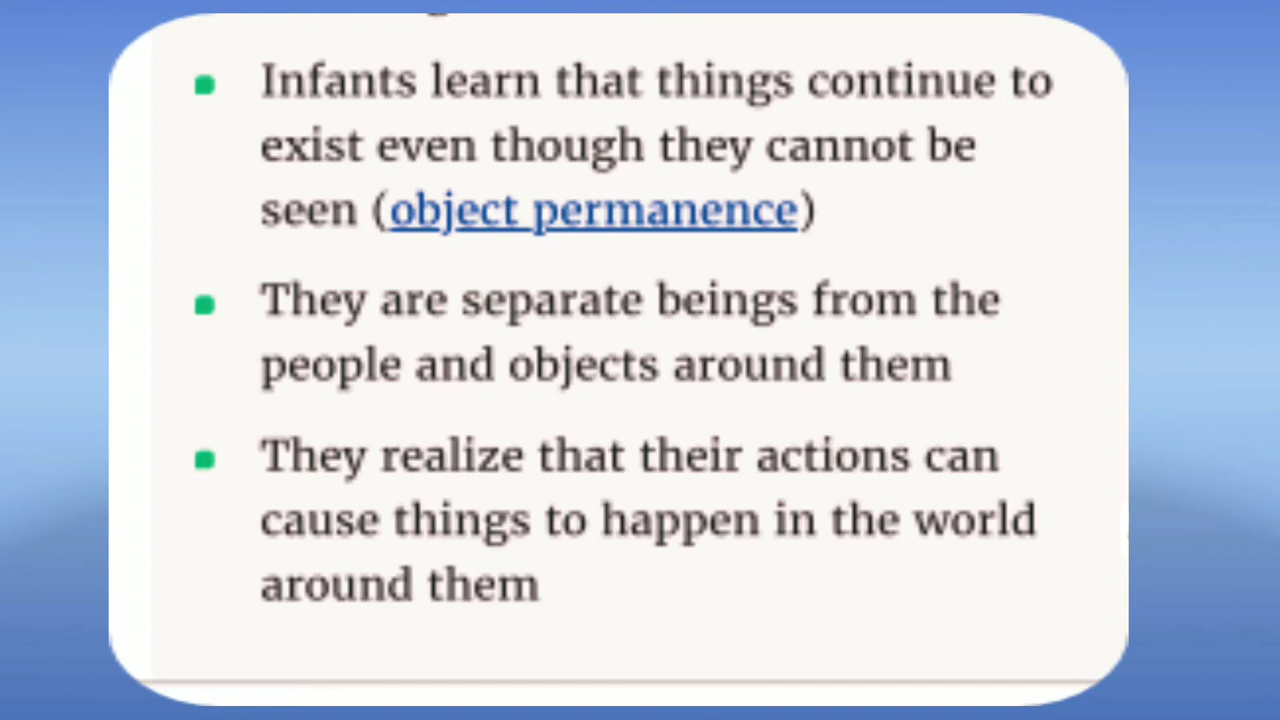 Infants learn that things continue to
exist even though they cannot be
seen (object permanence)
They are separate beings from the
people and objects around them
They realize that their actions can
cause things to happen in the world
around them